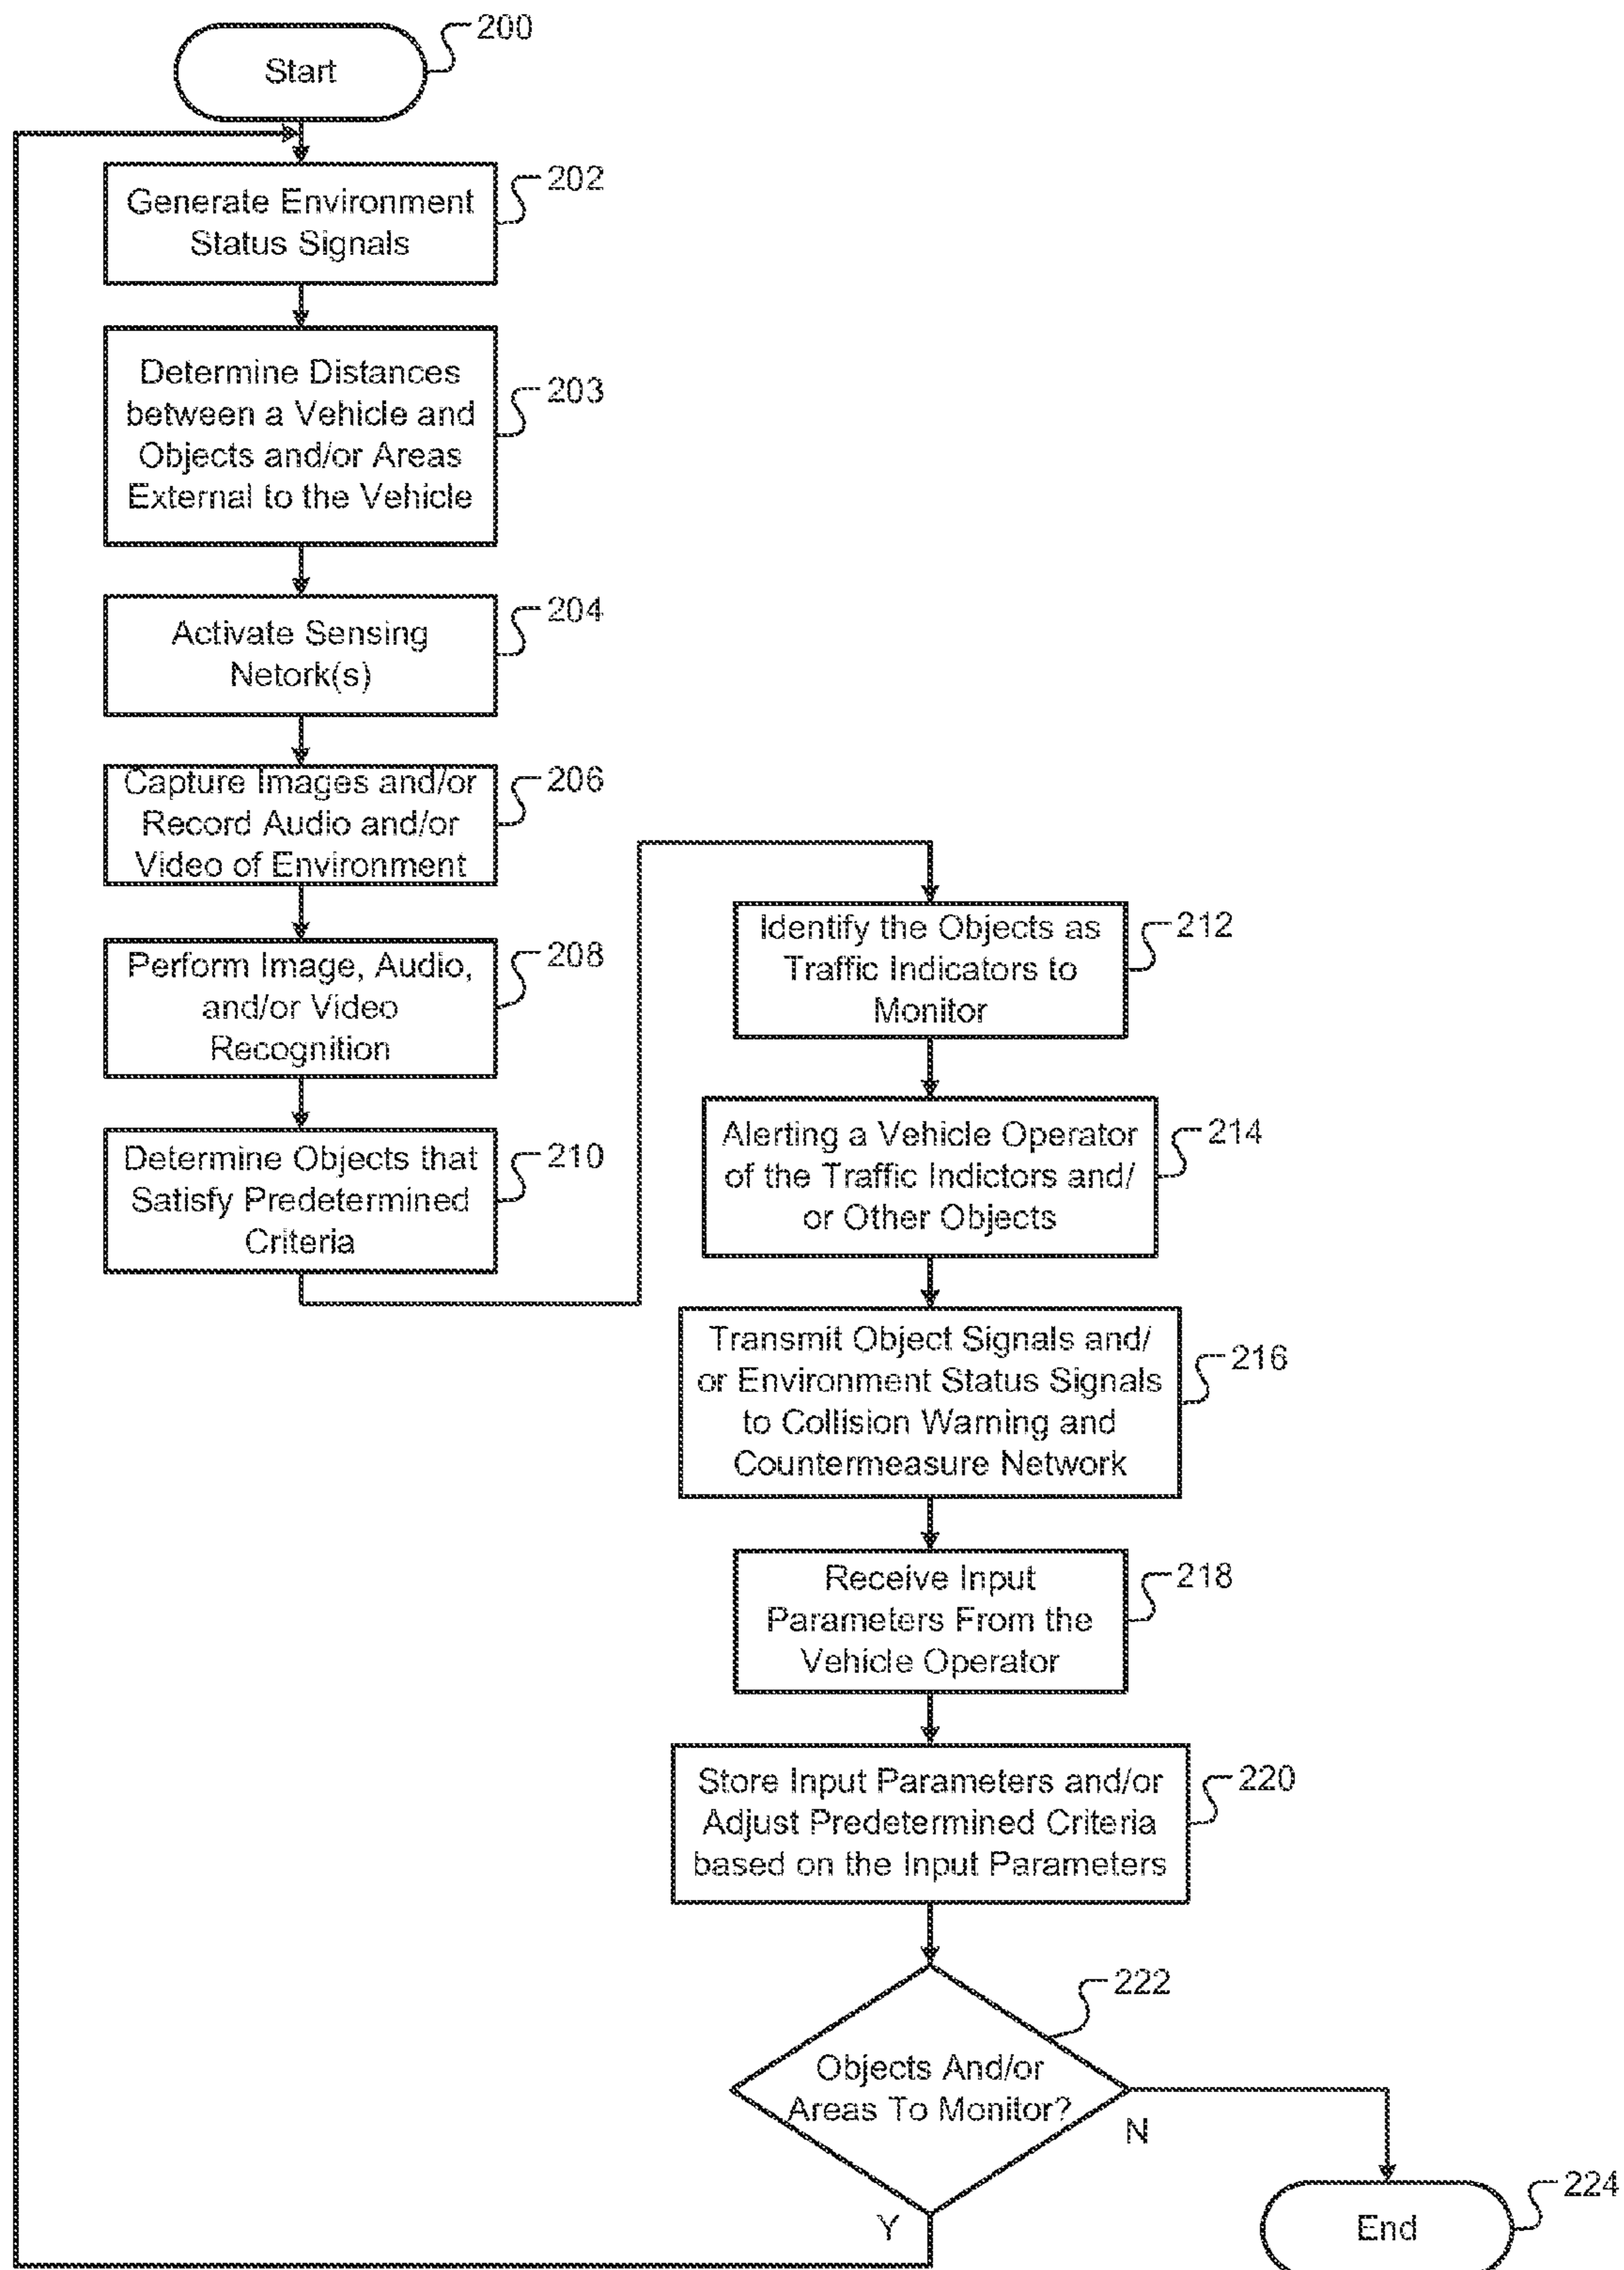 Start
200
Generate Environment
Status Signals
202
Determine Distances
between a Vehicle and
Objects and/or Areas
External to the Vehicle
203
Activate Sensing
Netork(s)
204
Capture Images and/or
Record Audio and/or
Video of Environment
206
Perform Image, Audio,
and/or Video
Recognition
208
Determine Objects that
Satisfy Predetermined
Criteria
210
Identify the Objects as
Traffic Indicators to
Monitor
212
Alerting a Vehicle Operator
of the Traffic Indictors and/
or Other Objects
214
Transmit Object Signals and/
or Environment Status Signals
to Collision Warning and
Countermeasure Network
216
Receive Input
Parameters From the
Vehicle Operator
218
Store Input Parameters and/or
Adjust Predetermined Criteria
based on the Input Parameters
220
Objects And/or
Areas To Monitor?
222
N
Y
End
224